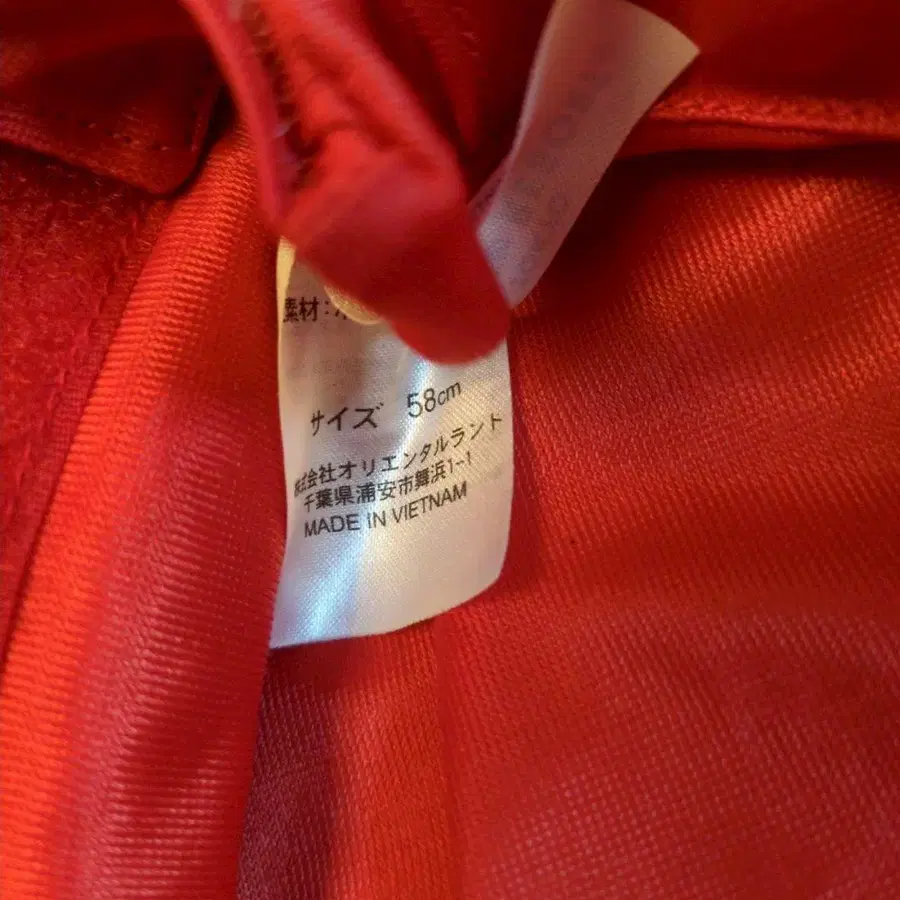 素材:
サイズ 58cm
株式会社オリエンタルランド
千葉県浦安市舞浜1-1
MADE IN VIETNAM